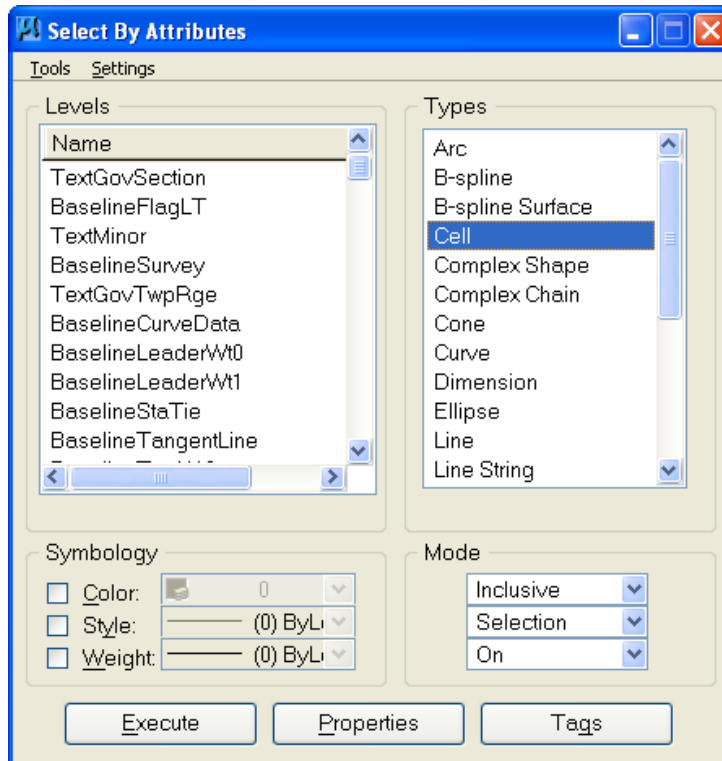 Select By Attributes
Tools Settings
Levels
Name
TextGovSection
BaselineFlagLT
TextMinor
BaselineSurvey
TextGovTwpRge
BaselineCurveData
BaselineLeaderWt0
BaselineLeaderWt1
BaselineStaTie
BaselineTangentLine
Types
Arc
B-spline
B-spline Surface
Cell
Complex Shape
Complex Chain
Cone
Curve
Dimension
Ellipse
Line
Line String
Symbology
Color: 0
Style: (0) ByL
Weight: (0) ByL
Mode
Inclusive
Selection
On
Execute Properties Tags